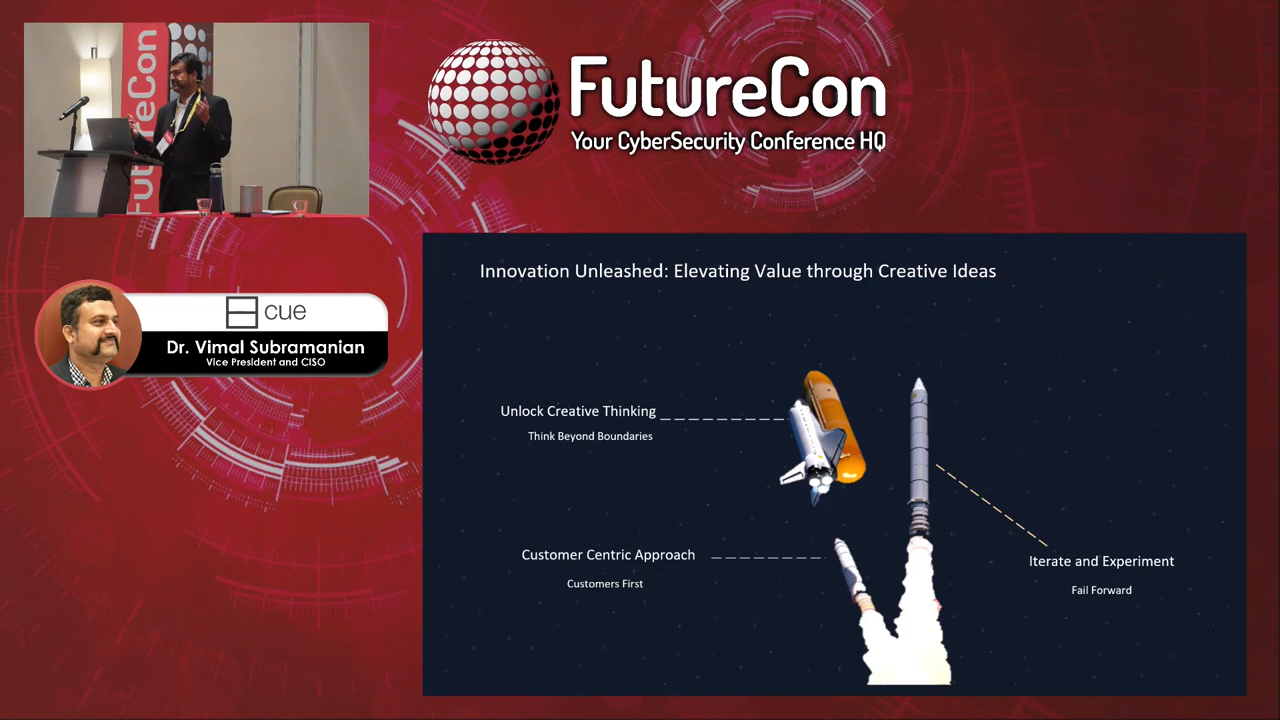 FutureCon
FutureCon
Your CyberSecurity Conference HQ
cue
Dr. Vimal Subramanian
Vice President and CISO
Innovation Unleashed: Elevating Value through Creative Ideas
Unlock Creative Thinking
Think Beyond Boundaries
Customer Centric Approach
Customers First
Iterate and Experiment
Fail Forward